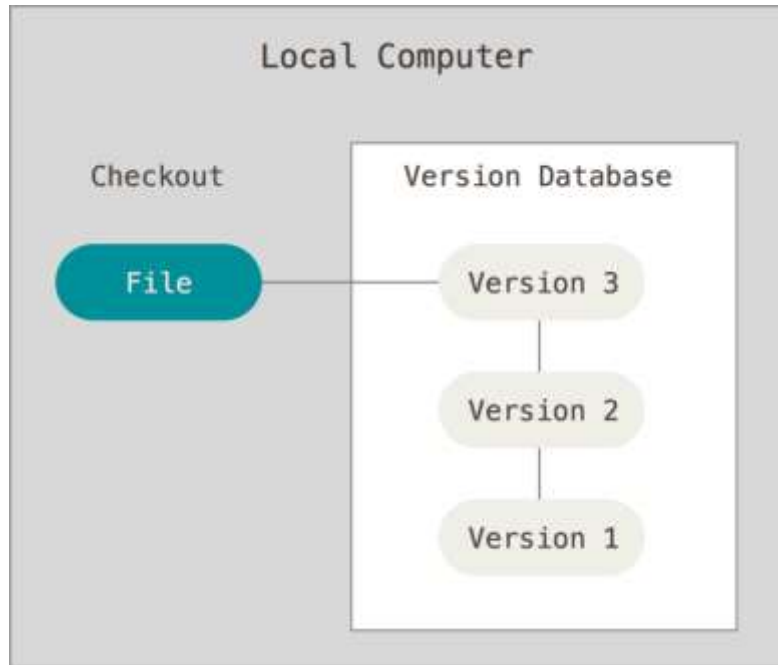 Local Computer
Checkout
Version Database
File
Version 3
Version 2
Version 1